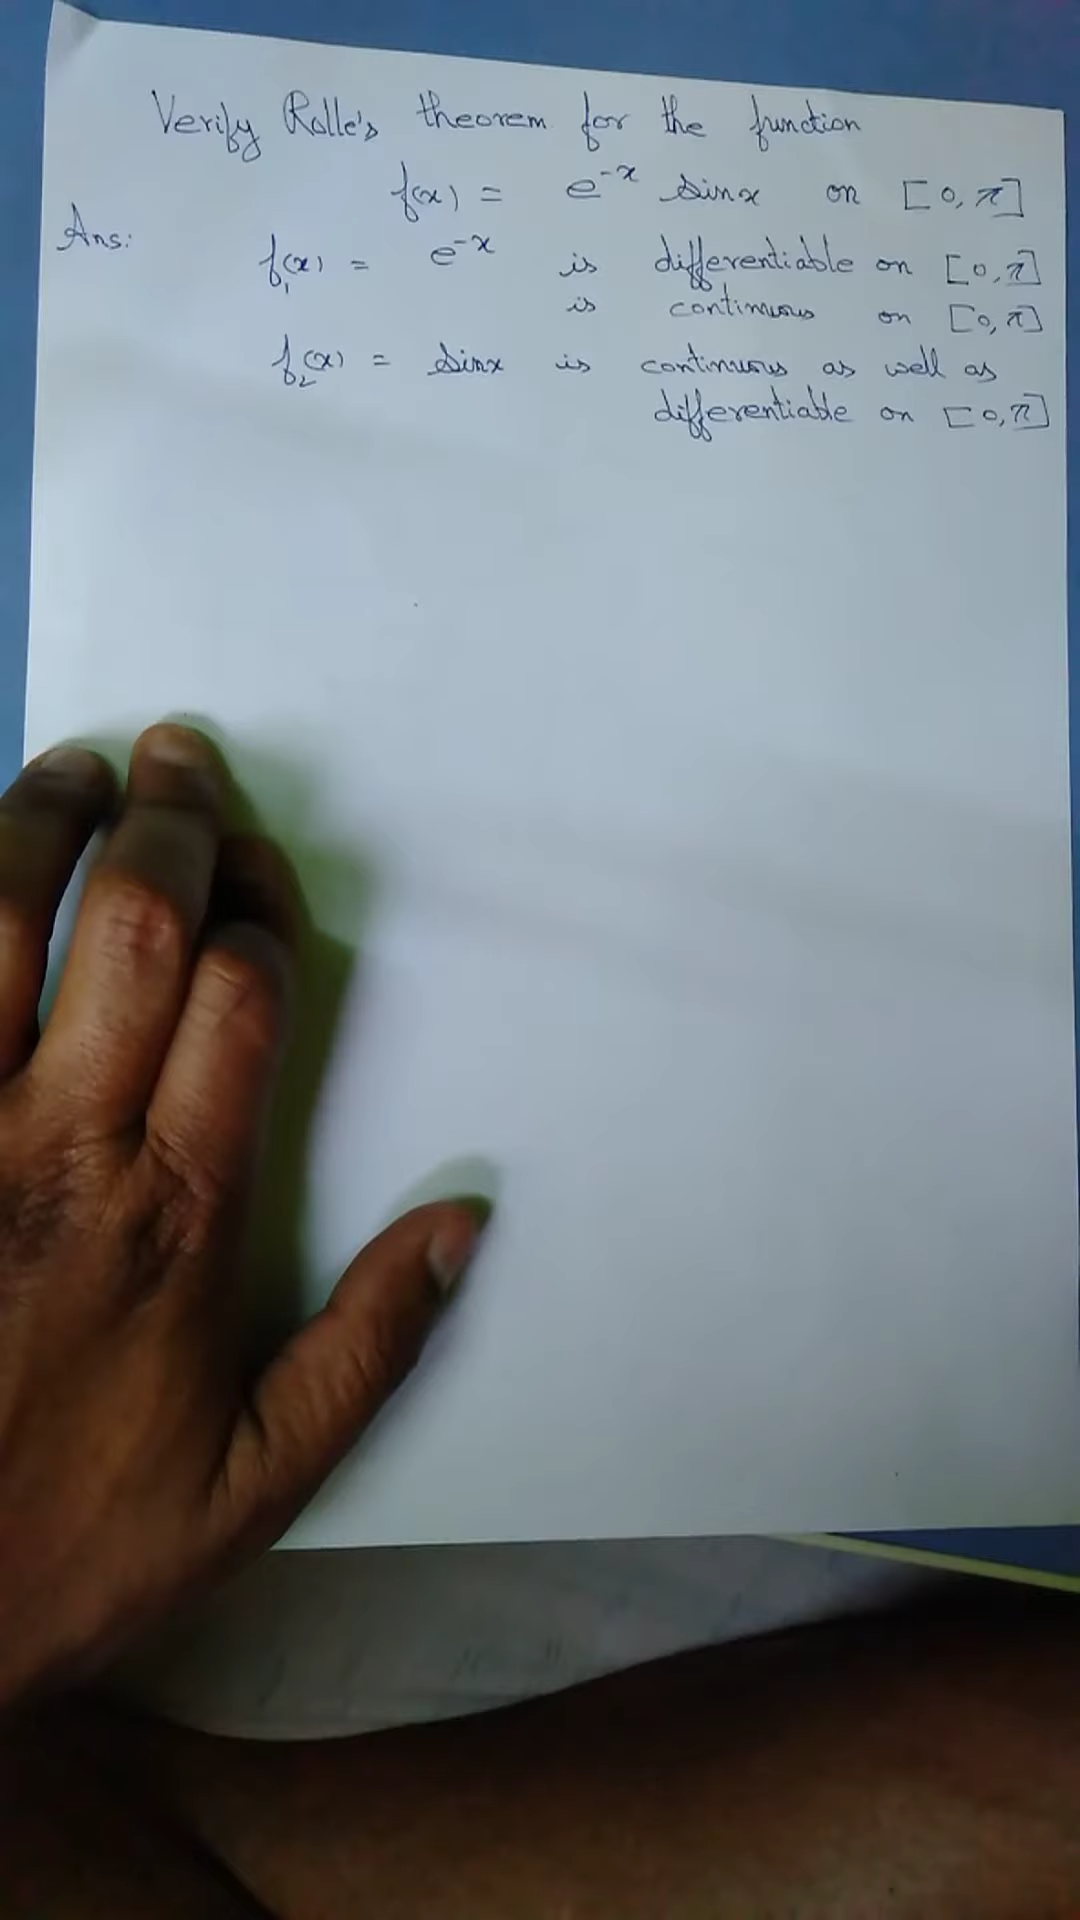 Verify Rolle's theorem for the function
f(x) = e^-x sinx on [0, π]
Ans:
f₁(x) = e^-x is differentiable on [0, π]
is continuous on [0, π]
f₂(x) = sinx is continuous as well as
differentiable on [0, π]